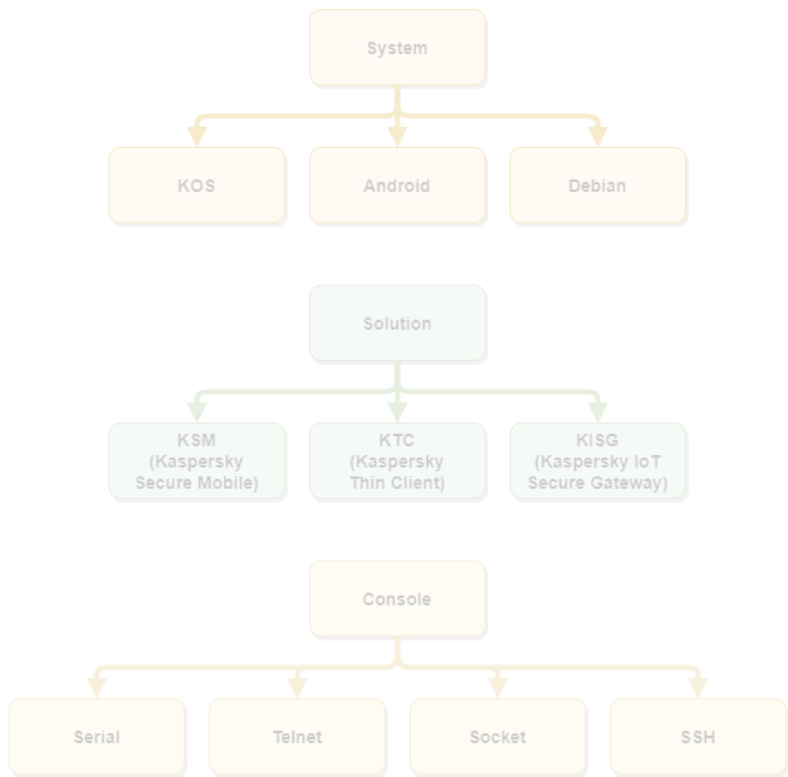 System
KOS
Android
Debian
Solution
KSM
(Kaspersky
Secure Mobile)
KTC
(Kaspersky
Thin Client)
KISG
(Kaspersky IoT
Secure Gateway)
Console
Serial
Telnet
Socket
SSH